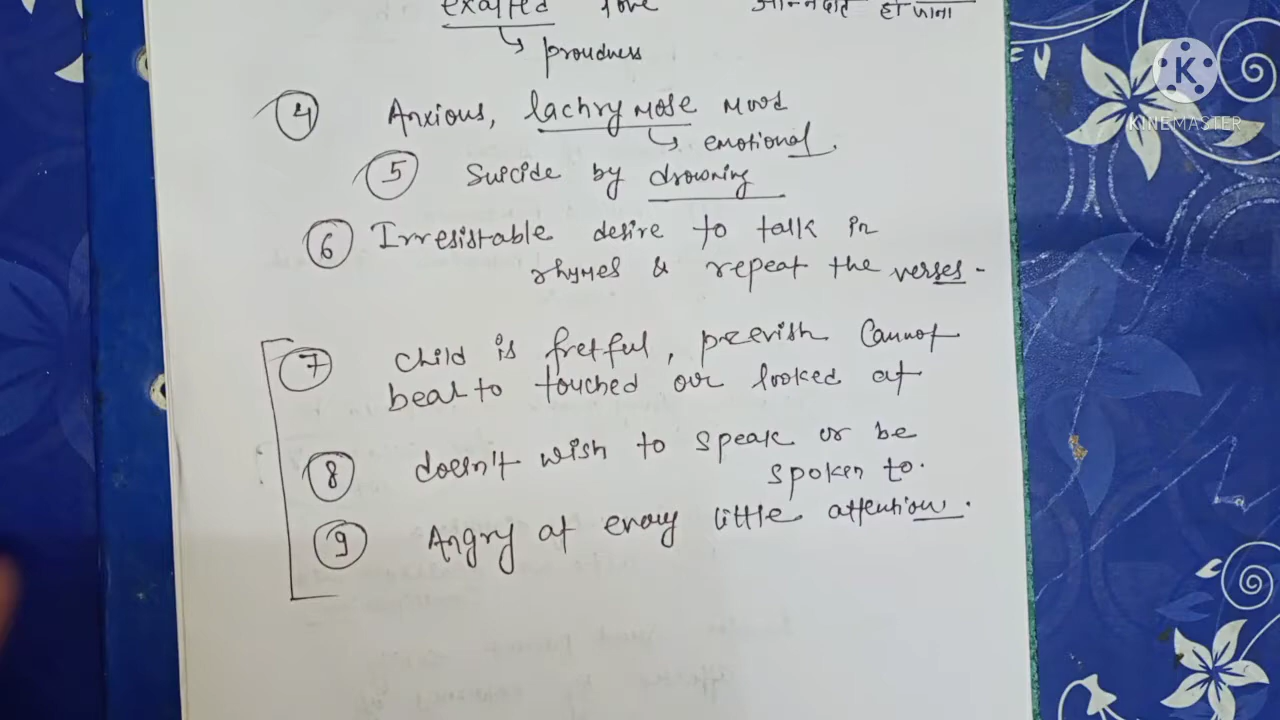 exalted love
↳ proudness
④ Anxious, lachrymose mood
↳ emotional.
⑤ Suicide by drowning
⑥ Irresistable desire to talk in
rhymes & repeat the verses -
⑦ child is fretful, peevish Cannot
bear to touched our looked at
⑧ doesn't wish to speak or be
spoken to.
⑨ Angry at every little attention.
K
KINEMASTER